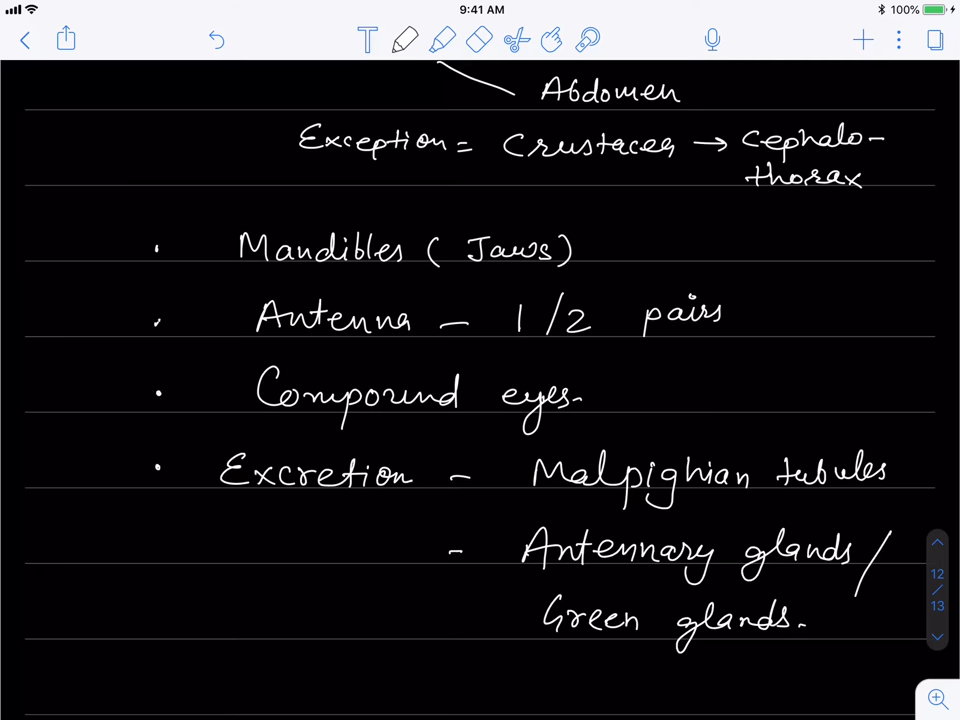 9:41 AM
100%
Abdomen
Exception = Crustacea → Cephalo-
thorax
· Mandibles (Jaws)
· Antenna - 1/2 pairs
· Compound eyes.
· Excretion - Malpighian tubules
- Antennary glands /
Green glands.
12
/
13